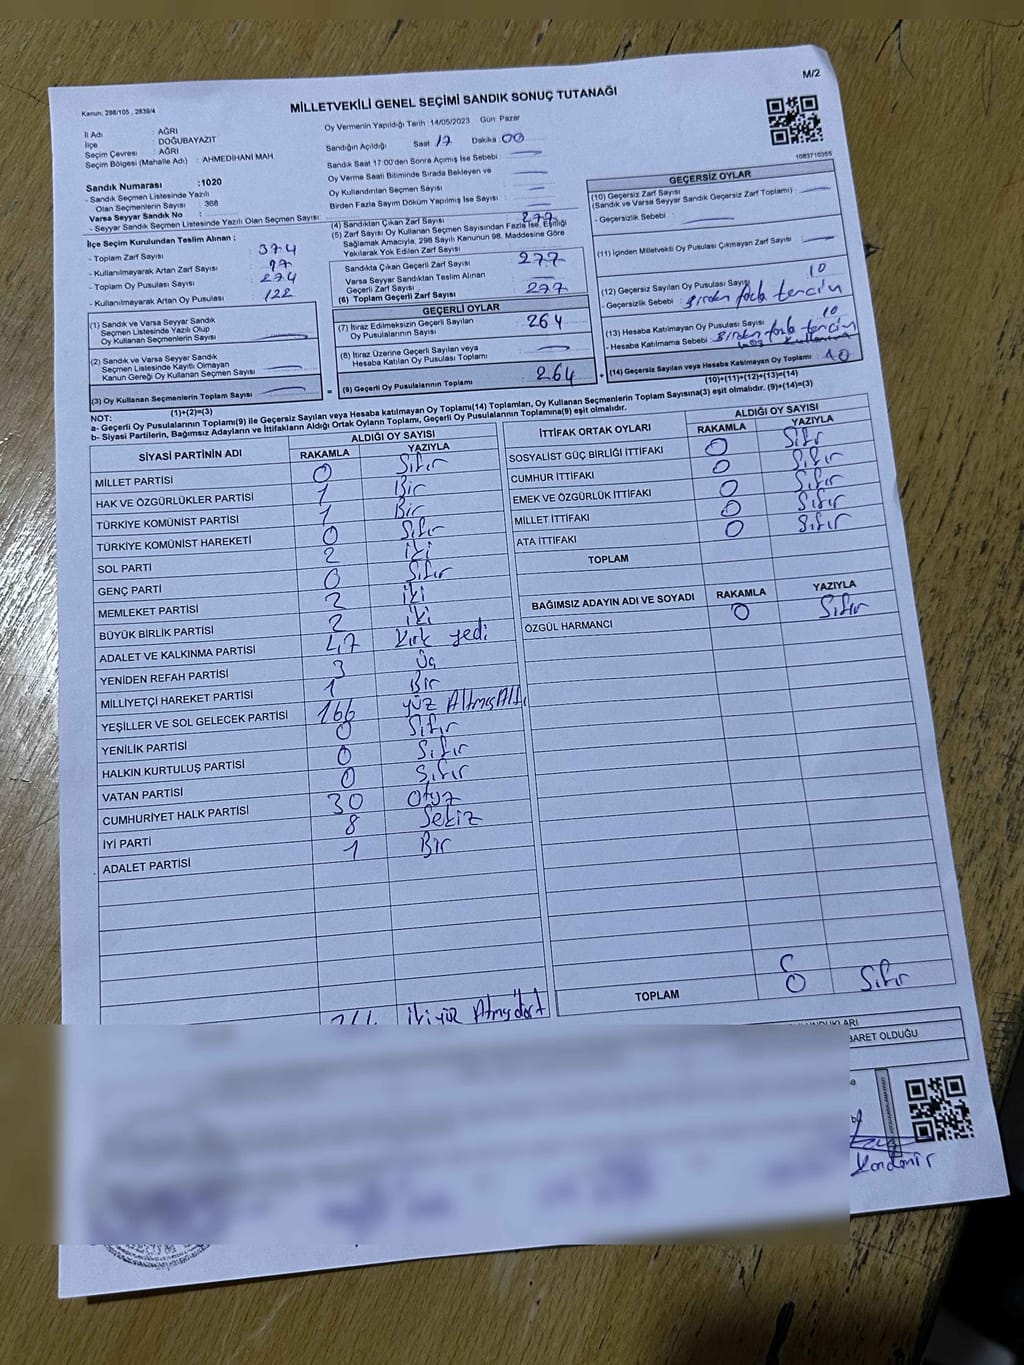 M/2
Kanun: 298/105 , 2839/4
MİLLETVEKİLİ GENEL SEÇİMİ SANDIK SONUÇ TUTANAĞI
İl Adı : AĞRI
İlçe : DOĞUBAYAZIT
Seçim Çevresi : AĞRI
Seçim Bölgesi (Mahalle Adı) : AHMEDİHANİ MAH
Sandık Numarası :1020
- Sandık Seçmen Listesinde Yazılı
Olan Seçmenlerin Sayısı : 368
Varsa Seyyar Sandık No :
- Seyyar Sandık Seçmen Listesinde Yazılı Olan Seçmen Sayısı:
Oy Vermenin Yapıldığı Tarih :14/05/2023 Gün: Pazar
Sandığın Açıldığı Saat 17 Dakika 00
Sandık Saat 17:00'den Sonra Açılmış İse Sebebi
Oy Verme Saati Bitiminde Sırada Bekleyen ve
Oy Kullandırılan Seçmen Sayısı
Birden Fazla Sayım Döküm Yapılmış İse Sayısı :
1083710355
İlçe Seçim Kurulundan Teslim Alınan ;
- Toplam Zarf Sayısı : 374
- Kullanılmayarak Artan Zarf Sayısı : 97
- Toplam Oy Pusulası Sayısı : 274
- Kullanılmayarak Artan Oy Pusulası : 122
(1) Sandık ve Varsa Seyyar Sandık
Seçmen Listesinde Yazılı Olup
Oy Kullanan Seçmenlerin Sayısı :
(2) Sandık ve Varsa Seyyar Sandık
Seçmen Listesinde Kayıtlı Olmayan
Kanun Gereği Oy Kullanan Seçmen Sayısı :
(3) Oy Kullanan Seçmenlerin Toplam Sayısı
(1)+(2)=(3)
(4) Sandıktan Çıkan Zarf Sayısı : 277
(5) Zarf Sayısı Oy Kullanan Seçmen Sayısından Fazla İse, Eşitliği
Sağlamak Amacıyla, 298 Sayılı Kanunun 98. Maddesine Göre
Yakılarak Yok Edilen Zarf Sayısı :
Sandıkta Çıkan Geçerli Zarf Sayısı : 277
Varsa Seyyar Sandıktan Teslim Alınan
Geçerli Zarf Sayısı :
(6) Toplam Geçerli Zarf Sayısı : 277
GEÇERLİ OYLAR
(7) İtiraz Edilmeksizin Geçerli Sayılan
Oy Pusulalarının Sayısı : 264
(8) İtiraz Üzerine Geçerli Sayılan veya
Hesaba Katılan Oy Pusulası Toplamı :
= (9) Geçerli Oy Pusulalarının Toplamı : 264 +
GEÇERSİZ OYLAR
(10) Geçersiz Zarf Sayısı
(Sandık ve Varsa Seyyar Sandık Geçersiz Zarf Toplamı) :
- Geçersizlik Sebebi :
(11) İçinden Milletvekili Oy Pusulası Çıkmayan Zarf Sayısı :
(12) Geçersiz Sayılan Oy Pusulası Sayısı : 10
- Geçersizlik Sebebi : Birden fazla tercih
(13) Hesaba Katılmayan Oy Pusulası Sayısı : 10
- Hesaba Katılmama Sebebi : Birden fazla tercih
(14) Geçersiz Sayılan veya Hesaba Katılmayan Oy Toplamı : 10
(10)+(11)+(12)+(13)=(14)
NOT:
a- Geçerli Oy Pusulalarının Toplamı(9) ile Geçersiz Sayılan veya Hesaba katılmayan Oy Toplamı(14) Toplamları, Oy Kullanan Seçmenlerin Toplam Sayısına(3) eşit olmalıdır. (9)+(14)=(3)
b- Siyasi Partilerin, Bağımsız Adayların ve İttifakların Aldığı Ortak Oyların Toplamı, Geçerli Oy Pusulalarının Toplamına(9) eşit olmalıdır.
SİYASİ PARTİNİN ADI ALDIĞI OY SAYISI
RAKAMLA YAZIYLA
MİLLET PARTİSİ 0 Sıfır
HAK VE ÖZGÜRLÜKLER PARTİSİ 1 Bir
TÜRKİYE KOMÜNİST PARTİSİ 1 Bir
TÜRKİYE KOMÜNİST HAREKETİ 0 Sıfır
SOL PARTİ 2 İki
GENÇ PARTİ 0 Sıfır
MEMLEKET PARTİSİ 2 İki
BÜYÜK BİRLİK PARTİSİ 2 İki
ADALET VE KALKINMA PARTİSİ 47 Kırk yedi
YENİDEN REFAH PARTİSİ 3 Üç
MİLLİYETÇİ HAREKET PARTİSİ 1 Bir
YEŞİLLER VE SOL GELECEK PARTİSİ 166 yüz Altmış Altı
YENİLİK PARTİSİ 0 Sıfır
HALKIN KURTULUŞ PARTİSİ 0 Sıfır
VATAN PARTİSİ 0 Sıfır
CUMHURİYET HALK PARTİSİ 30 Otuz
İYİ PARTİ 8 Sekiz
ADALET PARTİSİ 1 Bir
İkiyüz Atmışdört
İTTİFAK ORTAK OYLARI ALDIĞI OY SAYISI
RAKAMLA YAZIYLA
SOSYALİST GÜÇ BİRLİĞİ İTTİFAKI 0 Sıfır
CUMHUR İTTİFAKI 0 Sıfır
EMEK VE ÖZGÜRLÜK İTTİFAKI 0 Sıfır
MİLLET İTTİFAKI 0 Sıfır
ATA İTTİFAKI 0 Sıfır
TOPLAM
BAĞIMSIZ ADAYIN ADI VE SOYADI RAKAMLA YAZIYLA
ÖZGÜL HARMANCI 0 Sıfır
TOPLAM 0 Sıfır
BARET OLDUĞU